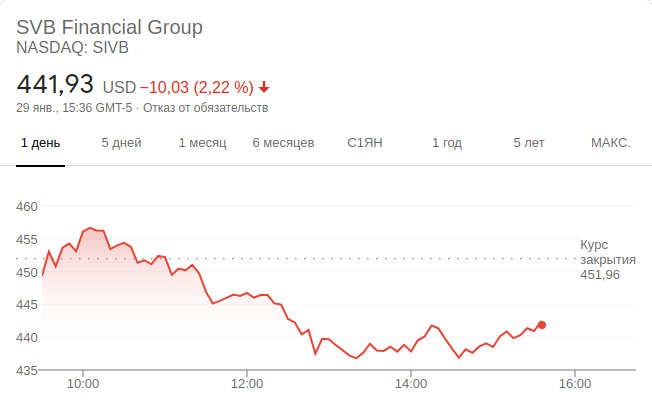 SVB Financial Group
NASDAQ: SIVB
441,93 USD −10,03 (2,22 %)
29 янв., 15:36 GMT-5 · Отказ от обязательств
1 день 5 дней 1 месяц 6 месяцев С1ЯН 1 год 5 лет МАКС.
460
455
Курс
закрытия
451,96
450
445
440
435
10:00 12:00 14:00 16:00